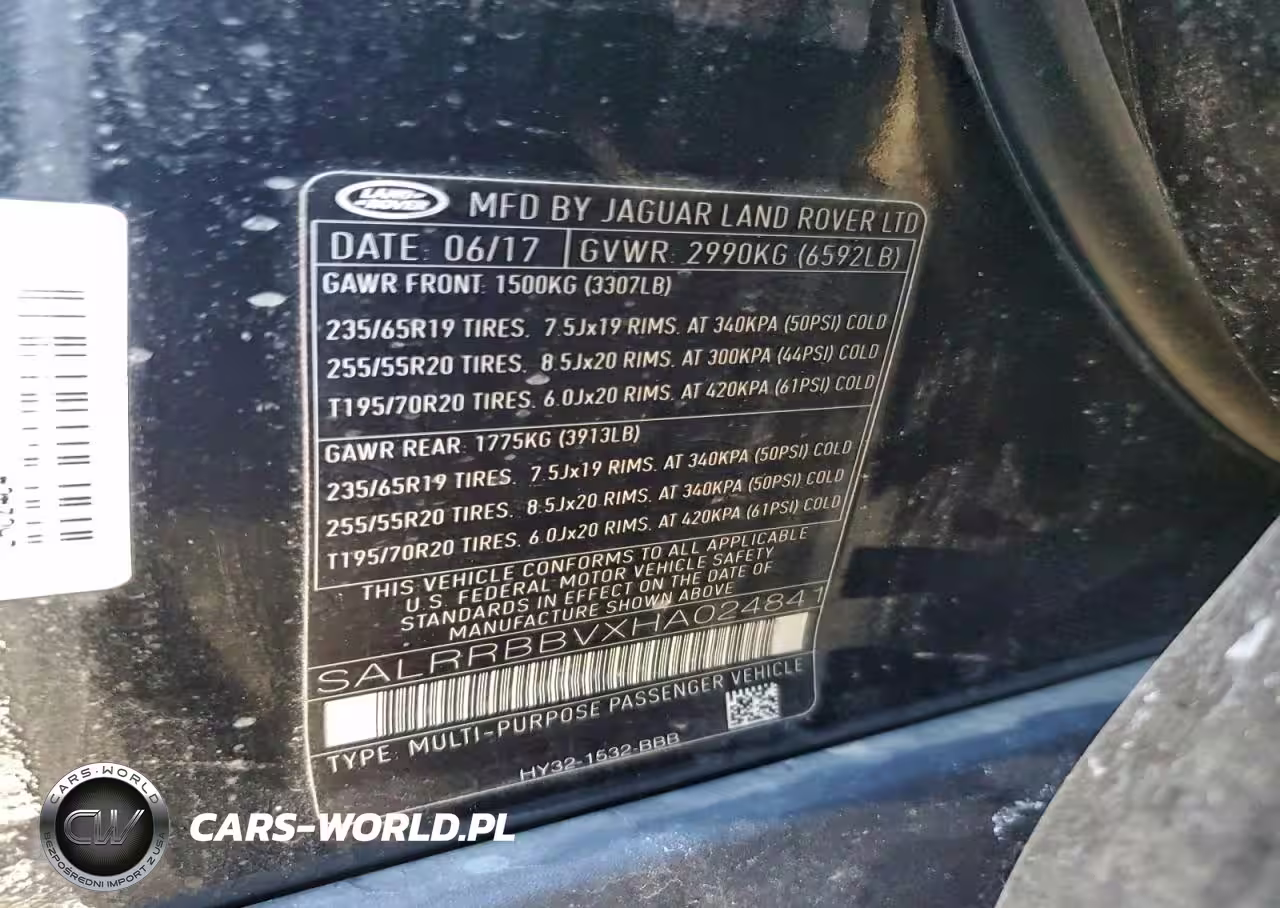 LAND ROVER
MFD BY JAGUAR LAND ROVER LTD
DATE: 06/17 GVWR: 2990KG (6592LB)
GAWR FRONT: 1500KG (3307LB)
235/65R19 TIRES. 7.5Jx19 RIMS. AT 340KPA (50PSI) COLD
255/55R20 TIRES. 8.5Jx20 RIMS. AT 300KPA (44PSI) COLD
T195/70R20 TIRES. 6.0Jx20 RIMS. AT 420KPA (61PSI) COLD
GAWR REAR: 1775KG (3913LB)
235/65R19 TIRES. 7.5Jx19 RIMS. AT 340KPA (50PSI) COLD
255/55R20 TIRES. 8.5Jx20 RIMS. AT 340KPA (50PSI) COLD
T195/70R20 TIRES. 6.0Jx20 RIMS. AT 420KPA (61PSI) COLD
THIS VEHICLE CONFORMS TO ALL APPLICABLE
U.S. FEDERAL MOTOR VEHICLE SAFETY
STANDARDS IN EFFECT ON THE DATE OF
MANUFACTURE SHOWN ABOVE
SALRRBBVXHA024841
TYPE: MULTI-PURPOSE PASSENGER VEHICLE
HY32-1532-BBB
CARS-WORLD
CW
BEZPOŚREDNI IMPORT Z USA
CARS-WORLD.PL